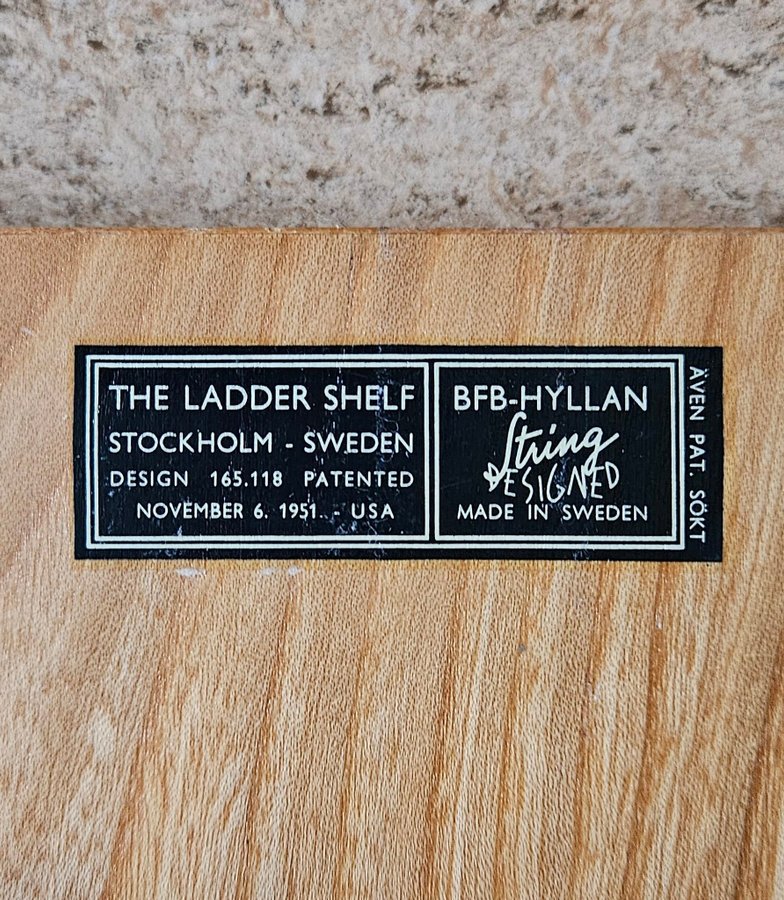 THE LADDER SHELF
STOCKHOLM - SWEDEN
DESIGN 165.118 PATENTED
NOVEMBER 6. 1951. - USA
BFB-HYLLAN
String
DESIGNED
MADE IN SWEDEN
ÄVEN PAT. SÖKT